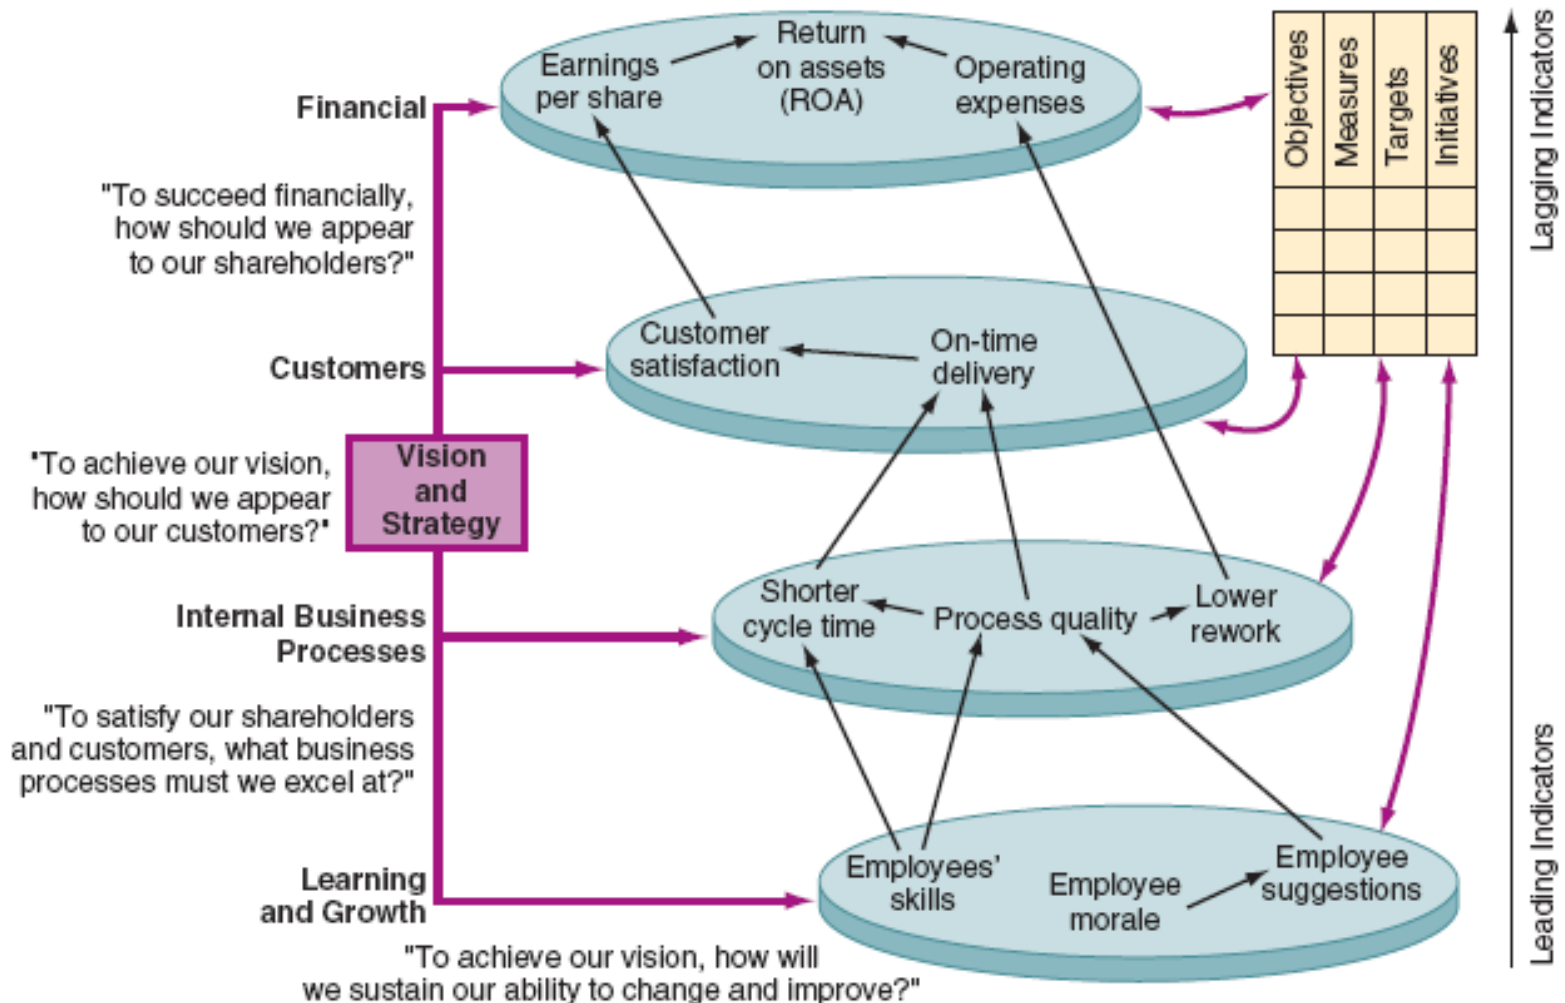 Financial
"To succeed financially,
how should we appear
to our shareholders?"
Earnings
per share
Return
on assets
(ROA)
Operating
expenses
Objectives
Measures
Targets
Initiatives
Lagging Indicators
Customers
"To achieve our vision,
how should we appear
to our customers?"
Customer
satisfaction
On-time
delivery
Vision
and
Strategy
Internal Business
Processes
"To satisfy our shareholders
and customers, what business
processes must we excel at?"
Shorter
cycle time
Process quality
Lower
rework
Learning
and Growth
"To achieve our vision, how will
we sustain our ability to change and improve?"
Employees'
skills
Employee
morale
Employee
suggestions
Leading Indicators